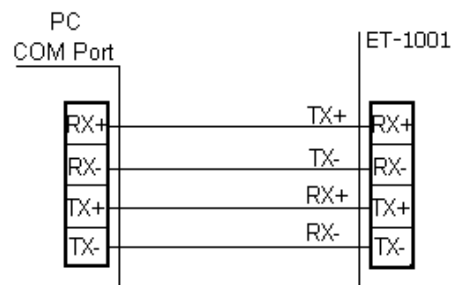 PC
COM Port
ET-1001
RX+ TX+ RX+
RX- TX- RX-
TX+ RX+ TX+
TX- RX- TX-